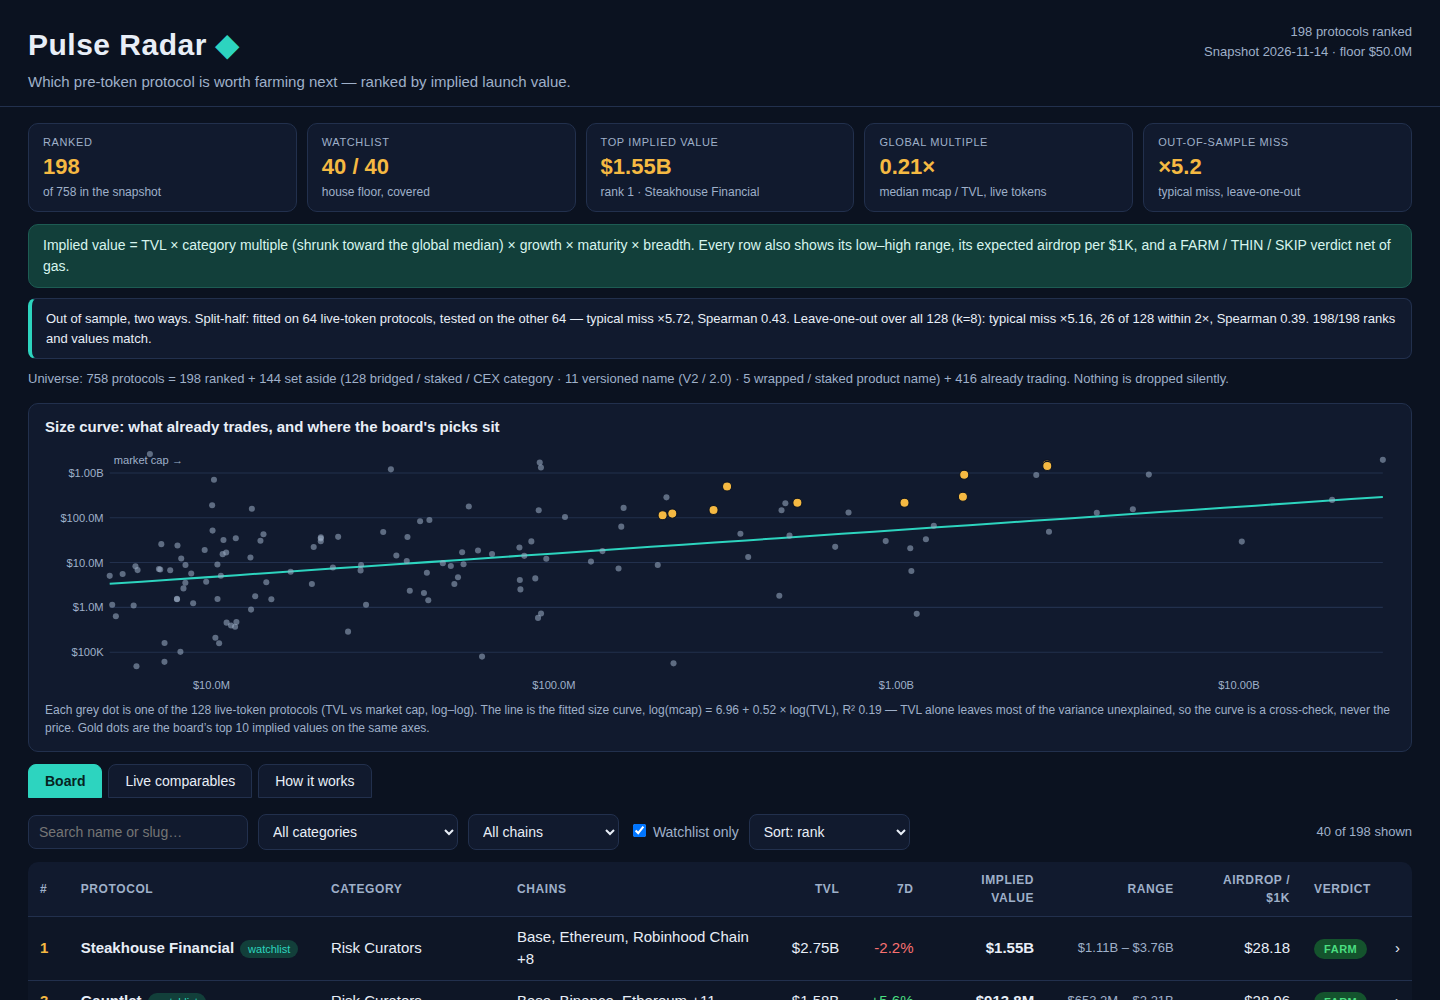 Pulse Radar
198 protocols ranked
Snapshot 2026-11-14 · floor $50.0M
Which pre-token protocol is worth farming next — ranked by implied launch value.
RANKED
198
of 758 in the snapshot
WATCHLIST
40 / 40
house floor, covered
TOP IMPLIED VALUE
$1.55B
rank 1 · Steakhouse Financial
GLOBAL MULTIPLE
0.21×
median mcap / TVL, live tokens
OUT-OF-SAMPLE MISS
×5.2
typical miss, leave-one-out
Implied value = TVL × category multiple (shrunk toward the global median) × growth × maturity × breadth. Every row also shows its low–high range, its expected airdrop per $1K, and a FARM / THIN / SKIP verdict net of
gas.
Out of sample, two ways. Split-half: fitted on 64 live-token protocols, tested on the other 64 — typical miss ×5.72, Spearman 0.43. Leave-one-out over all 128 (k=8): typical miss ×5.16, 26 of 128 within 2×, Spearman 0.39. 198/198 ranks
and values match.
Universe: 758 protocols = 198 ranked + 144 set aside (128 bridged / staked / CEX category · 11 versioned name (V2 / 2.0) · 5 wrapped / staked product name) + 416 already trading. Nothing is dropped silently.
Size curve: what already trades, and where the board's picks sit
market cap →
$1.00B
$100.0M
$10.0M
$1.0M
$100K
$10.0M
$100.0M
$1.00B
$10.00B
Each grey dot is one of the 128 live-token protocols (TVL vs market cap, log–log). The line is the fitted size curve, log(mcap) = 6.96 + 0.52 × log(TVL), R² 0.19 — TVL alone leaves most of the variance unexplained, so the curve is a cross-check, never the
price. Gold dots are the board's top 10 implied values on the same axes.
Board
Live comparables
How it works
Search name or slug…
All categories
All chains
Watchlist only
Sort: rank
40 of 198 shown
# PROTOCOL CATEGORY CHAINS TVL 7D IMPLIED VALUE RANGE AIRDROP / $1K VERDICT
1 Steakhouse Financial watchlist Risk Curators Base, Ethereum, Robinhood Chain +8 $2.75B -2.2% $1.55B $1.11B – $3.76B $28.18 FARM ›
Gauntlet watchlist Risk Curators Base, Binance, Ethereum +11 $1.58B +5.6% $28.96 FARM